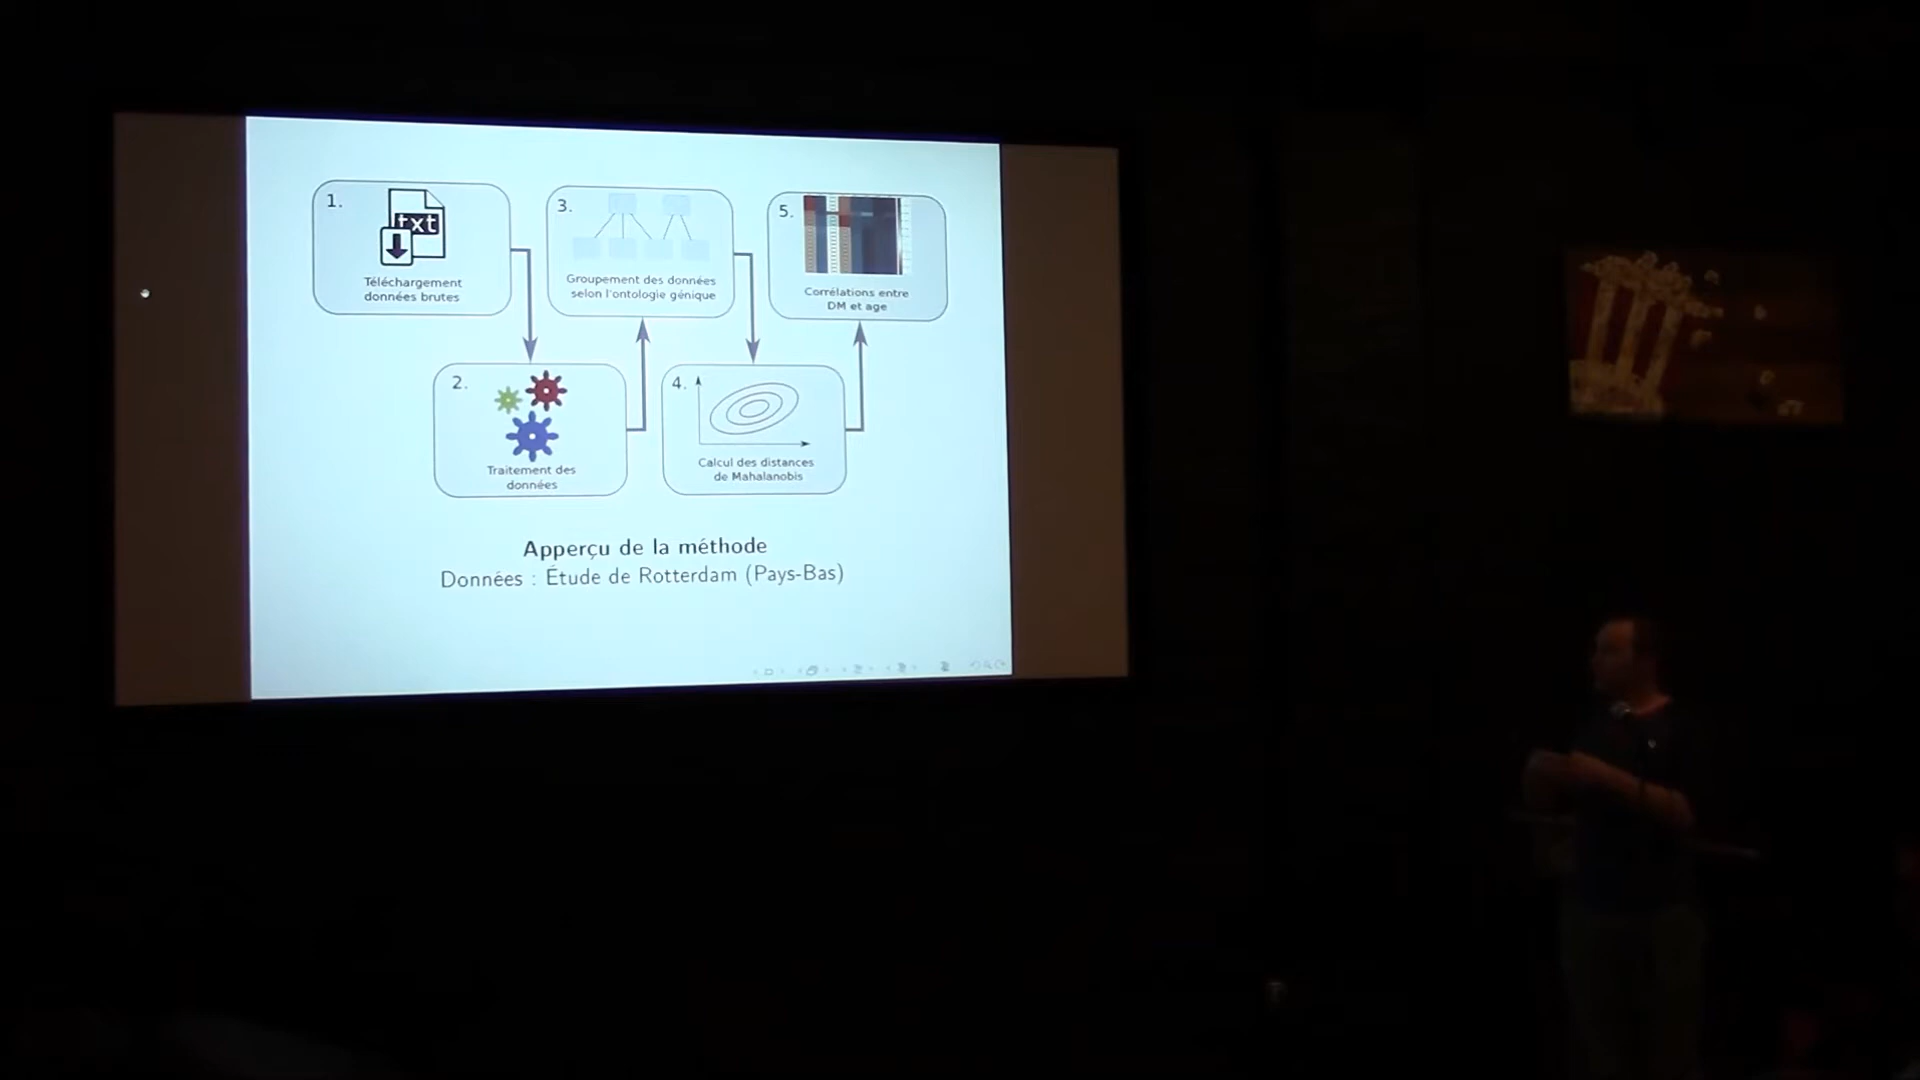 1.
txt
Téléchargement
données brutes
2.
Traitement des
données
3.
Groupement des données
selon l'ontologie génique
4.
Calcul des distances
de Mahalanobis
5.
Corrélations entre
DM et age
Apperçu de la méthode
Données : Étude de Rotterdam (Pays-Bas)